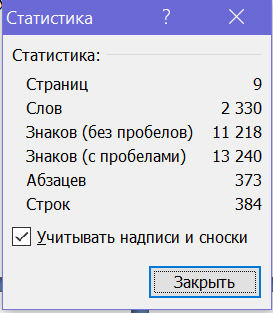 Статистика ? ×
Статистика:
Страниц 9
Слов 2 330
Знаков (без пробелов) 11 218
Знаков (с пробелами) 13 240
Абзацев 373
Строк 384
Учитывать надписи и сноски
Закрыть